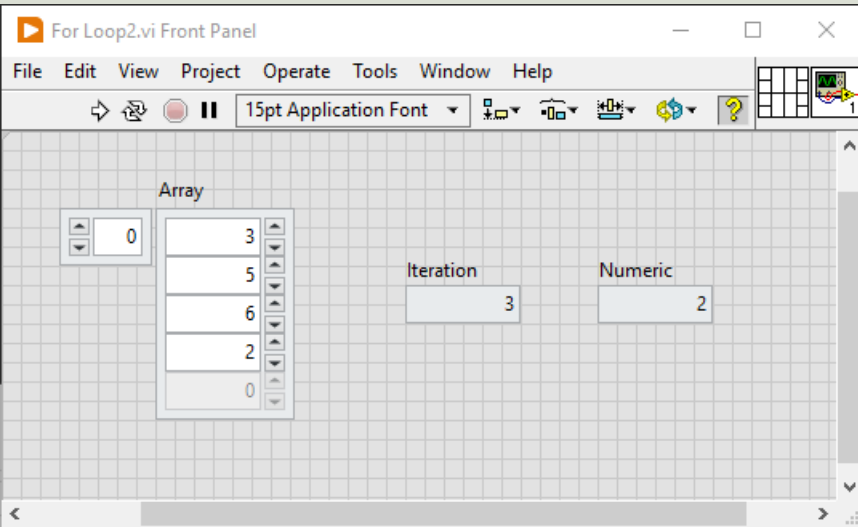 For Loop2.vi Front Panel
File Edit View Project Operate Tools Window Help
15pt Application Font
?
1
Array
0
3
5
6
2
0
Iteration
3
Numeric
2